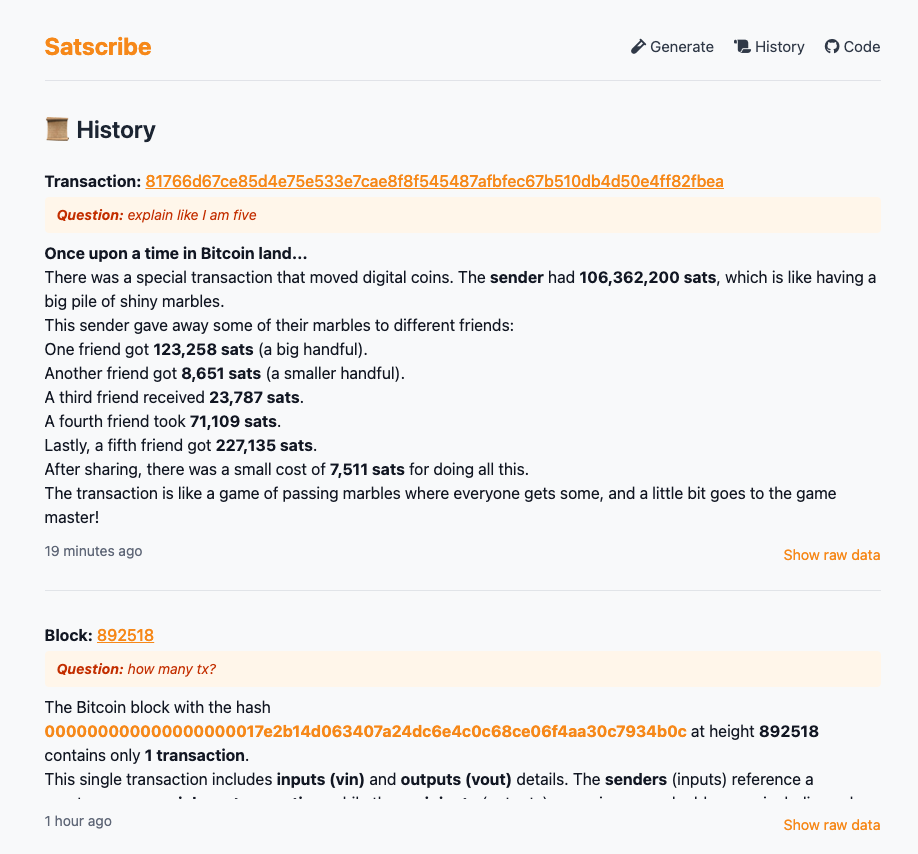 Satscribe
Generate
History
Code
History
Transaction: 81766d67ce85d4e75e533e7cae8f8f545487afbfec67b510db4d50e4ff82fbea
Question: explain like I am five
Once upon a time in Bitcoin land...
There was a special transaction that moved digital coins. The sender had 106,362,200 sats, which is like having a
big pile of shiny marbles.
This sender gave away some of their marbles to different friends:
One friend got 123,258 sats (a big handful).
Another friend got 8,651 sats (a smaller handful).
A third friend received 23,787 sats.
A fourth friend took 71,109 sats.
Lastly, a fifth friend got 227,135 sats.
After sharing, there was a small cost of 7,511 sats for doing all this.
The transaction is like a game of passing marbles where everyone gets some, and a little bit goes to the game
master!
19 minutes ago
Show raw data
Block: 892518
Question: how many tx?
The Bitcoin block with the hash
000000000000000000017e2b14d063407a24dc6e4c0c68ce06f4aa30c7934b0c at height 892518
contains only 1 transaction.
This single transaction includes inputs (vin) and outputs (vout) details. The senders (inputs) reference a
1 hour ago
Show raw data